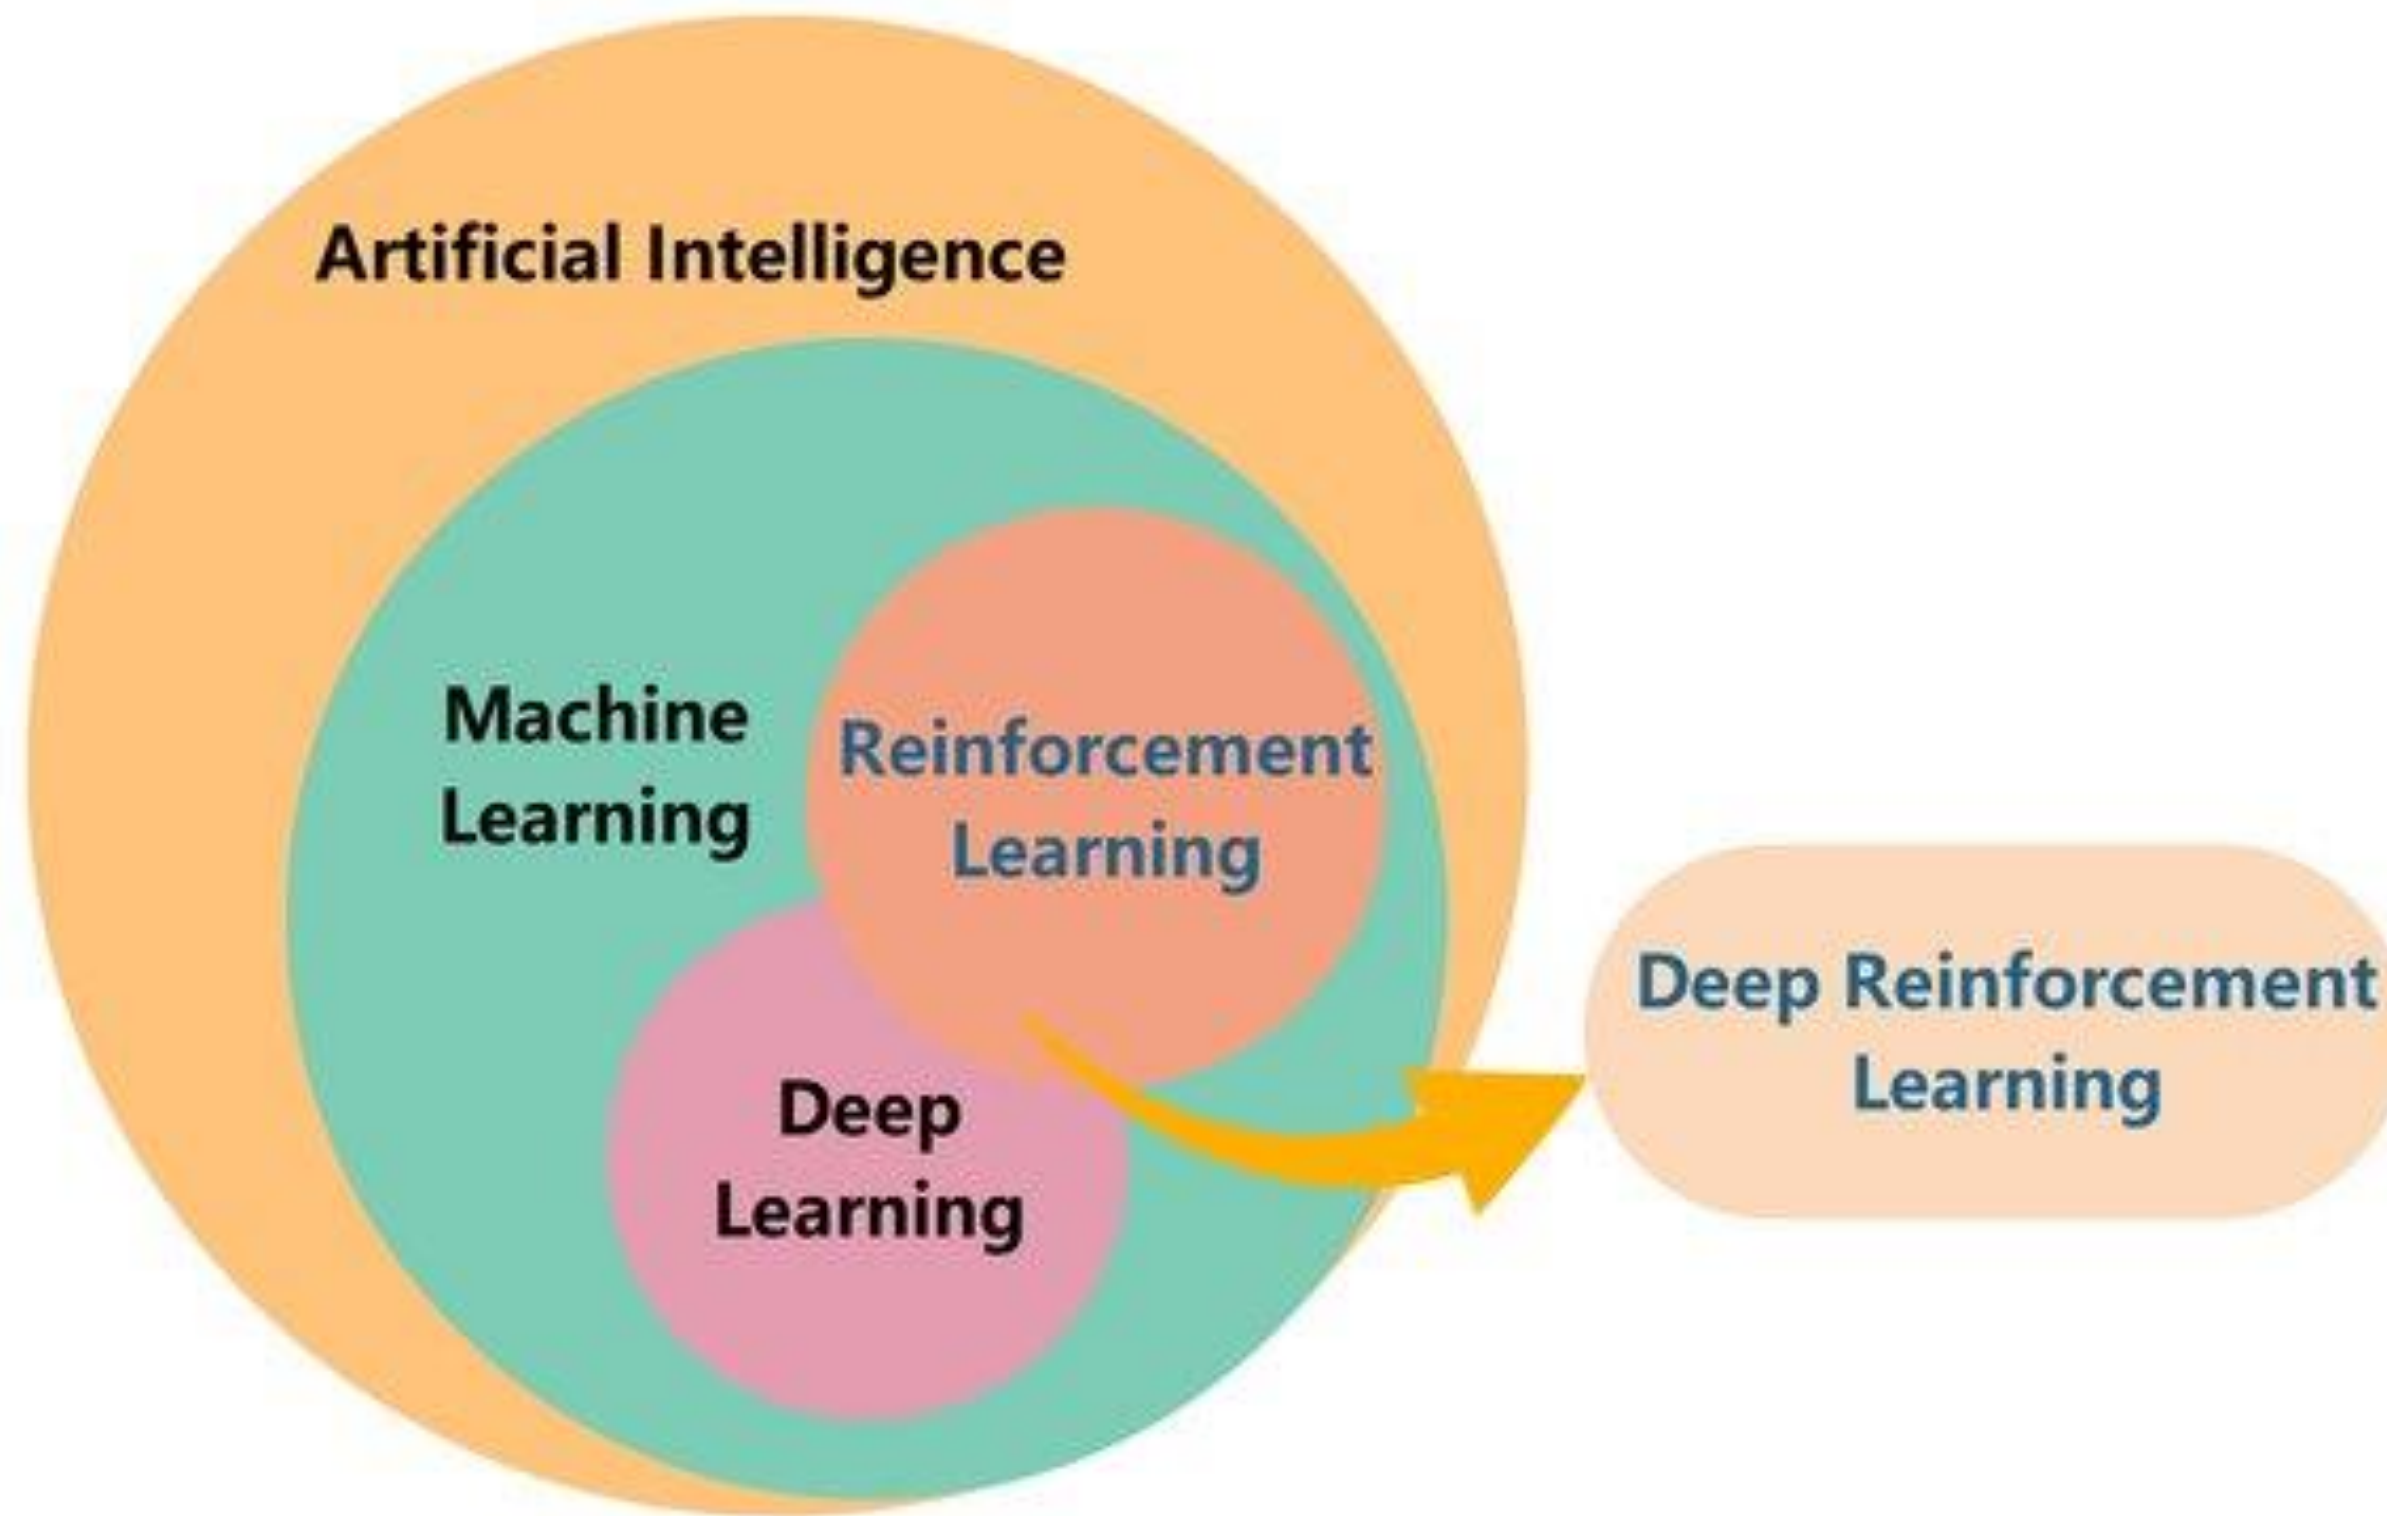 Artificial Intelligence
Machine
Learning
Reinforcement
Learning
Deep
Learning
Deep Reinforcement
Learning